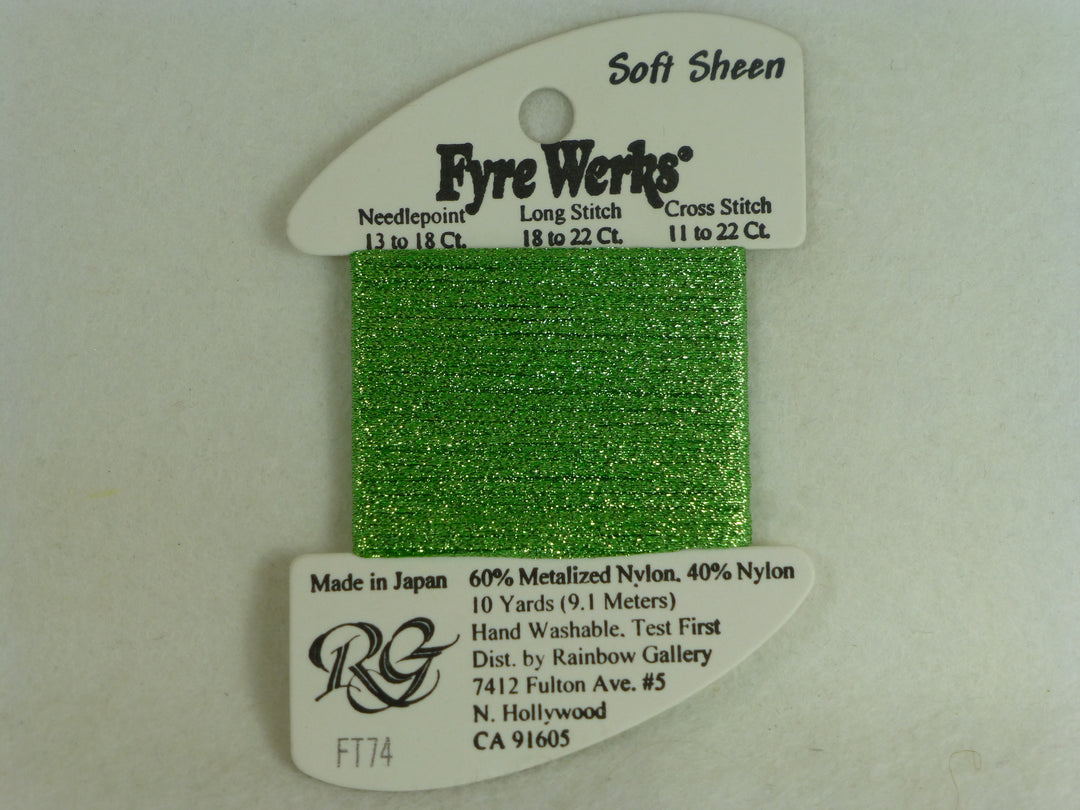 Soft Sheen
Fyre Werks®
Needlepoint Long Stitch Cross Stitch
13 to 18 Ct. 18 to 22 Ct. 11 to 22 Ct.
Made in Japan 60% Metalized Nylon. 40% Nylon
10 Yards (9.1 Meters)
Hand Washable. Test First
Dist. by Rainbow Gallery
7412 Fulton Ave. #5
N. Hollywood
CA 91605
RG
FT74